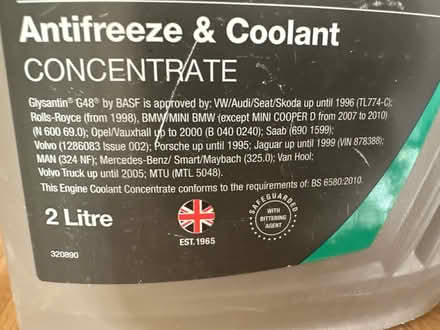 Antifreeze & Coolant
CONCENTRATE
Glysantin® G48® by BASF is approved by: VW/Audi/Seat/Skoda up until 1996 (TL774-C);
Rolls-Royce (from 1998), BMW/MINI BMW (except MINI COOPER D from 2007 to 2010)
(N 600 69.0); Opel/Vauxhall up to 2000 (B 040 0240); Saab (690 1599);
Volvo (1286083 Issue 002); Porsche up until 1995; Jaguar up until 1999 (VIN 878388);
MAN (324 NF); Mercedes-Benz/ Smart/Maybach (325.0); Van Hool;
Volvo Truck up until 2005; MTU (MTL 5048).
This Engine Coolant Concentrate conforms to the requirements of: BS 6580:2010.
2 Litre
EST.1965
SAFEGUARDED
WITH
BITTERING
AGENT
320890